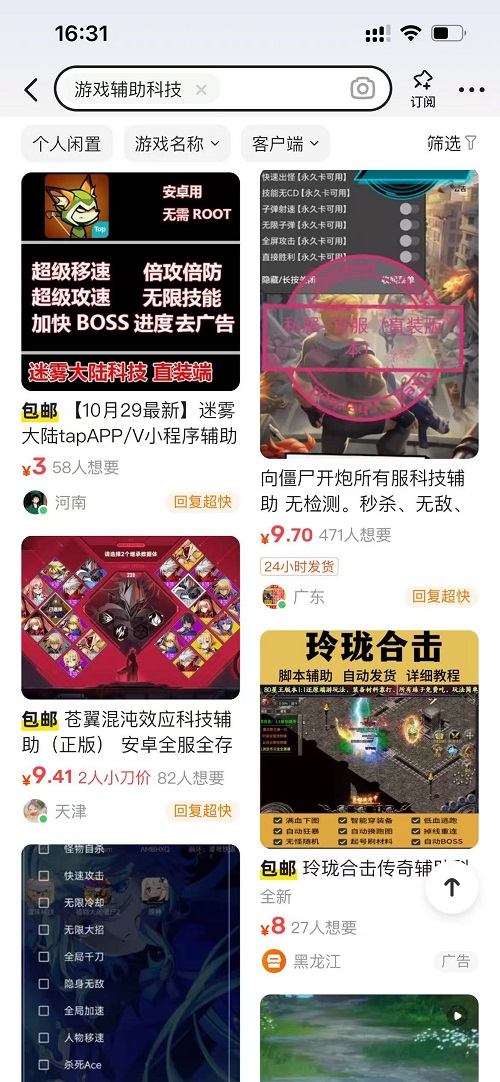 16:31
游戏辅助科技
订阅
个人闲置
游戏名称
客户端
筛选
Top
安卓用
无需 ROOT
超级移速 倍攻倍防
超级攻速 无限技能
加快 BOSS 进度去广告
迷雾大陆科技 直装端
包邮 【10月29最新】迷雾
大陆tapAPP/V小程序辅助
¥3 58人想要
河南
回复超快
快速出怪【永久卡可用】
技能无CD【永久卡可用】
子弹射速【永久卡可用】
无限子弹【永久卡可用】
全屏攻击【永久卡可用】
直接胜利【永久卡可用】
向僵尸开炮所有服科技辅
助 无检测。秒杀、无敌、
¥9.70 471人想要
24小时发货
广东
回复超快
请选择2个继承数据体
包邮 苍翼混沌效应科技辅
助（正版） 安卓全服全存
¥9.41 2人小刀价 82人想要
天津
回复超快
玲珑合击
脚本辅助 自动发货 详细教程
满血下图 智能穿装备 低血逃跑
自动狂暴 自动换跑图 掉线重连
无怪随机 起号刷材料 自动BOSS
包邮 玲珑合击传奇辅助
全新
¥8 27人想要
黑龙江
广告
怪物自杀
快速攻击
无限冷却
无限大招
全局千刀
隐身无敌
全局加速
人物移速
杀死Ace